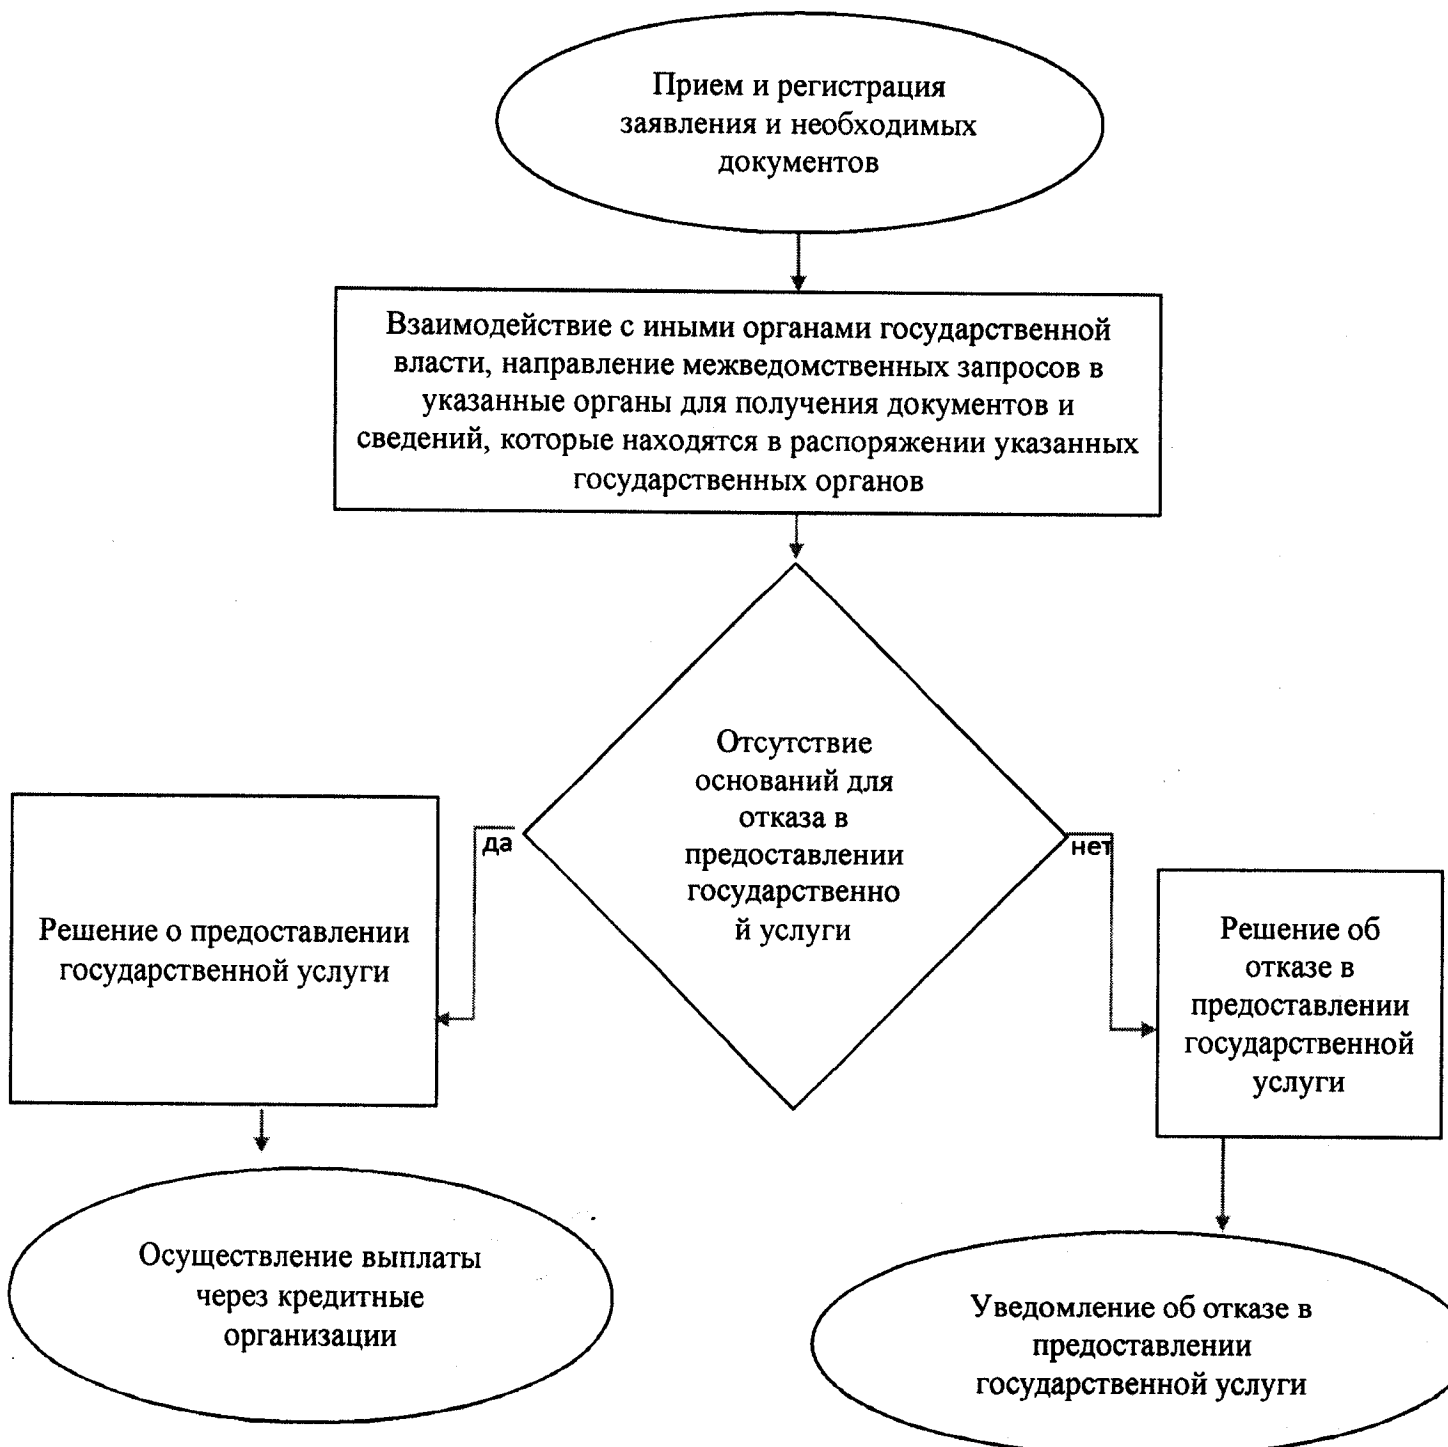 Прием и регистрация
заявления и необходимых
документов
Взаимодействие с иными органами государственной
власти, направление межведомственных запросов в
указанные органы для получения документов и
сведений, которые находятся в распоряжении указанных
государственных органов
Отсутствие
оснований для
отказа в
предоставлении
государственно
й услуги
да
нет
Решение о предоставлении
государственной услуги
Решение об
отказе в
предоставлении
государственной
услуги
Осуществление выплаты
через кредитные
организации
Уведомление об отказе в
предоставлении
государственной услуги